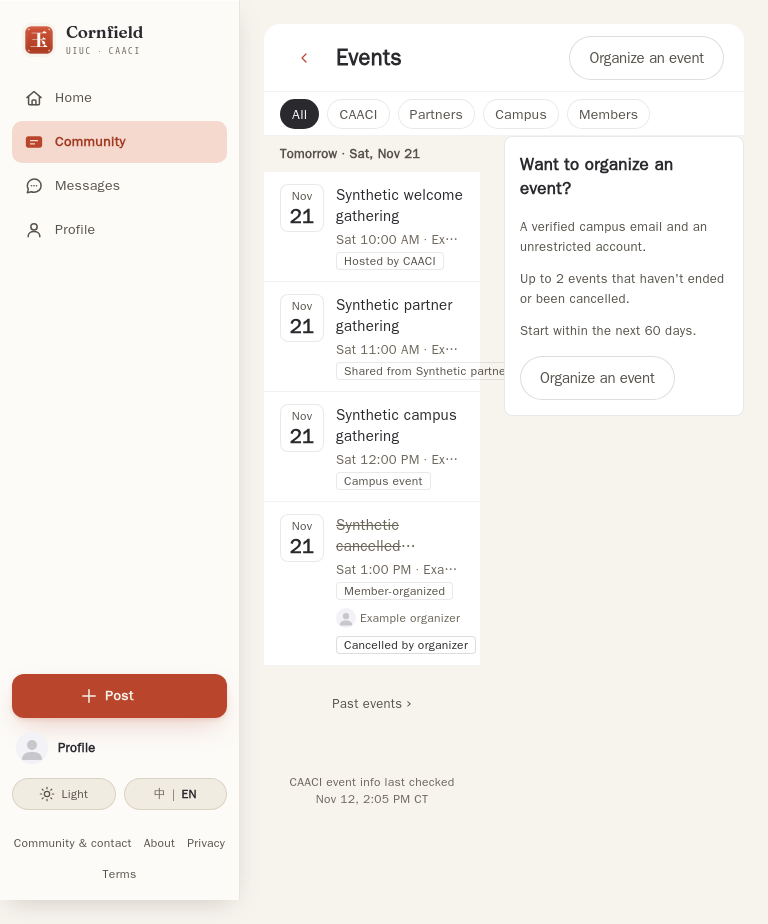 Cornfield
UIUC · CAACI
Home
Community
Messages
Profile
Post
Profile
Light
中 | EN
Community & contact About Privacy
Terms
Events
Organize an event
All CAACI Partners Campus Members
Tomorrow · Sat, Nov 21
Nov
21
Synthetic welcome
gathering
Sat 10:00 AM · Ex···
Hosted by CAACI
Nov
21
Synthetic partner
gathering
Sat 11:00 AM · Ex···
Shared from Synthetic partne
Nov
21
Synthetic campus
gathering
Sat 12:00 PM · Ex···
Campus event
Nov
21
Synthetic
cancelled···
Sat 1:00 PM · Exa···
Member-organized
Example organizer
Cancelled by organizer
Past events ›
CAACI event info last checked
Nov 12, 2:05 PM CT
Want to organize an
event?
A verified campus email and an
unrestricted account.
Up to 2 events that haven't ended
or been cancelled.
Start within the next 60 days.
Organize an event